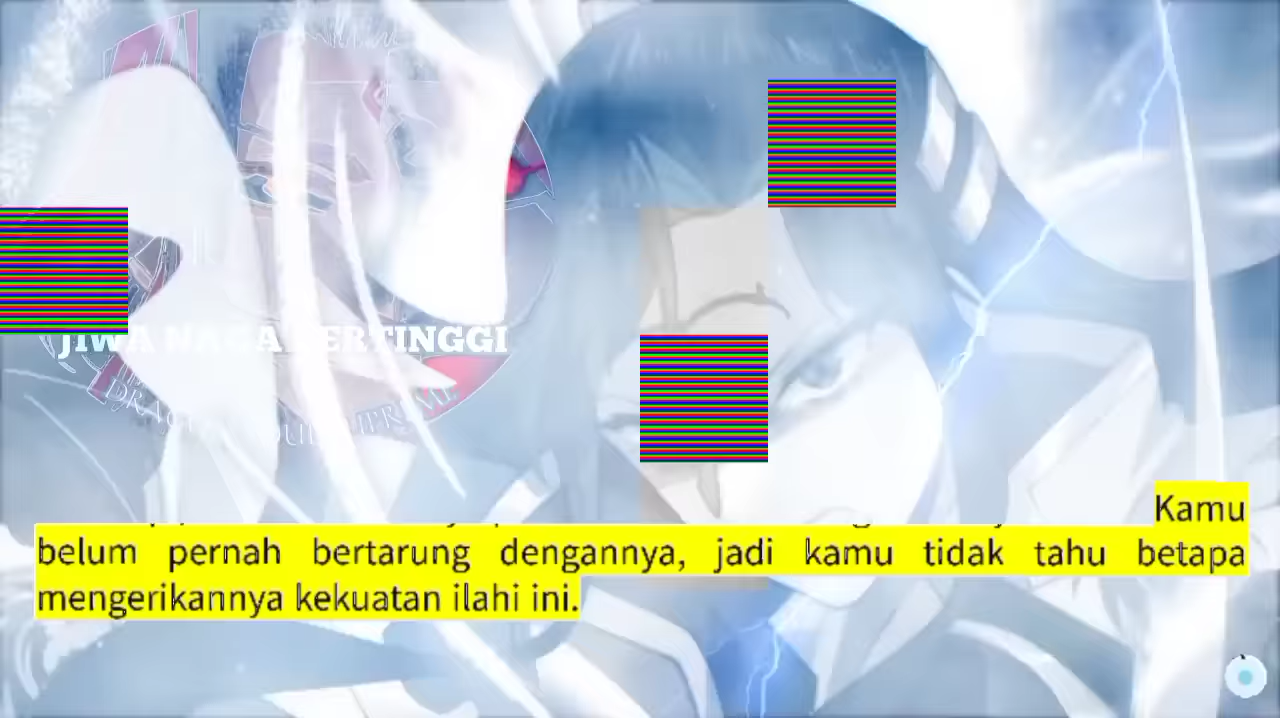 JIWA NAGA TERTINGGI
Kamu
belum pernah bertarung dengannya, jadi kamu tidak tahu betapa
mengerikannya kekuatan ilahi ini.